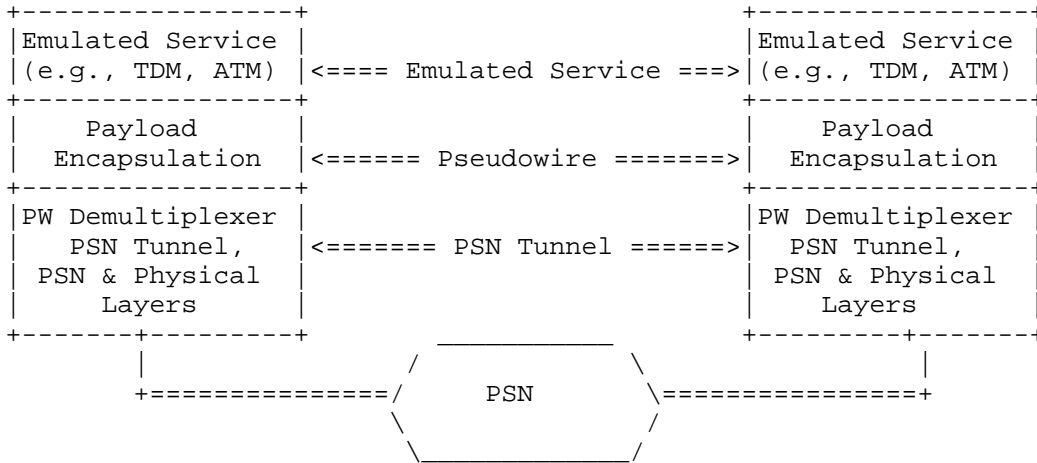 Emulated Service Emulated Service
(e.g., TDM, ATM) <==== Emulated Service ===> (e.g., TDM, ATM)
Payload Payload
Encapsulation <====== Pseudowire =======> Encapsulation
PW Demultiplexer PW Demultiplexer
PSN Tunnel, <======= PSN Tunnel ======> PSN Tunnel,
PSN & Physical PSN & Physical
Layers Layers
PSN